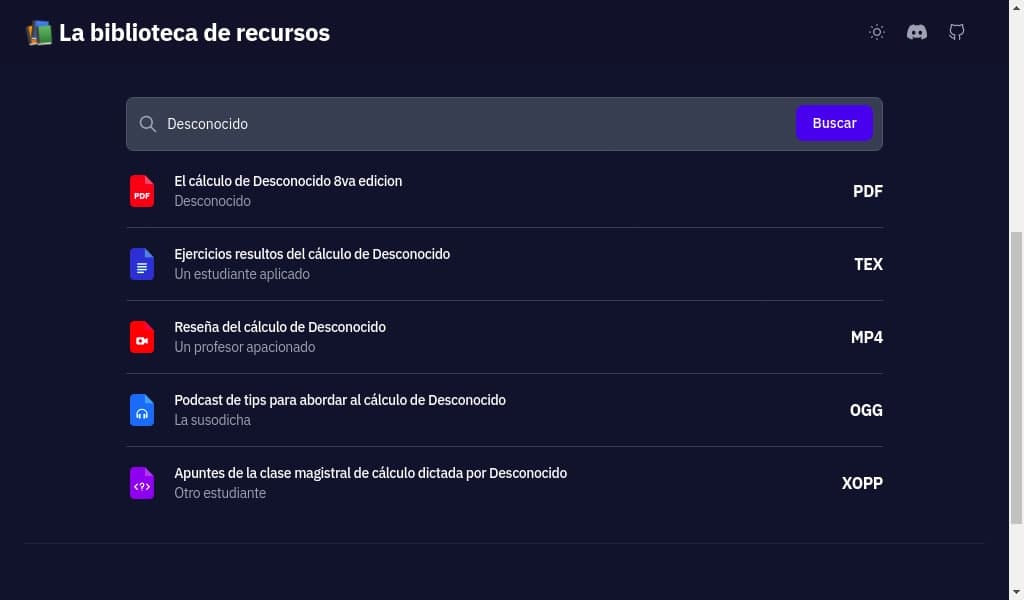 La biblioteca de recursos
Desconocido
Buscar
PDF
El cálculo de Desconocido 8va edicion
Desconocido
PDF
Ejercicios resultos del cálculo de Desconocido
Un estudiante aplicado
TEX
Reseña del cálculo de Desconocido
Un profesor apacionado
MP4
Podcast de tips para abordar al cálculo de Desconocido
La susodicha
OGG
<?>
Apuntes de la clase magistral de cálculo dictada por Desconocido
Otro estudiante
XOPP